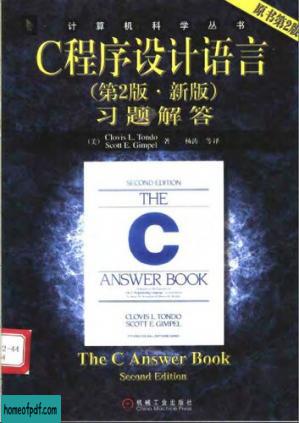 计算机科学丛书
原书第2版
C程序设计语言
(第2版·新版)
习题解答
(美) Clovis L. Tondo
Scott E. Gimpel 著 杨涛 等译
SECOND EDITION
THE
C
ANSWER BOOK
CLOVIS L. TONDO
SCOTT E. GIMPEL
The C Answer Book
Second Edition
机械工业出版社
China Machine Press
homeofpdf.com